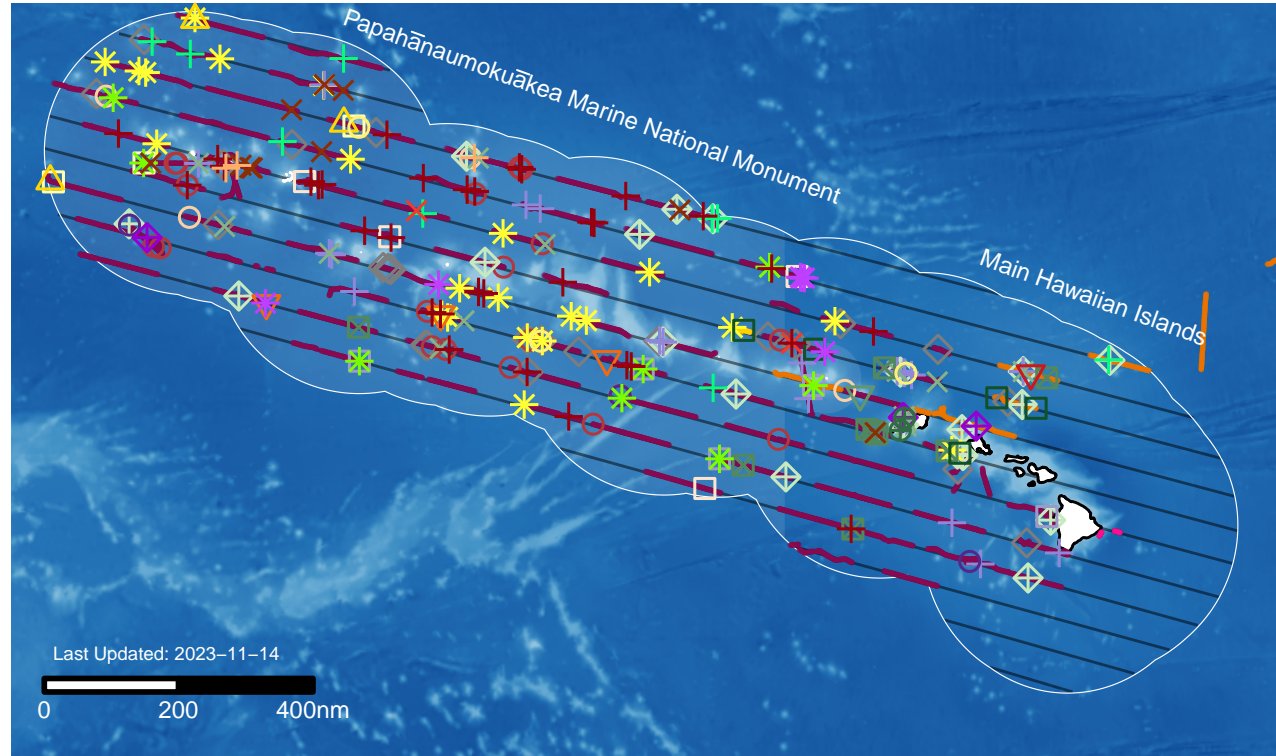 Papahānaumokuākea Marine National Monument
Main Hawaiian Islands
Last Updated: 2023−11−14
0 200 400nm